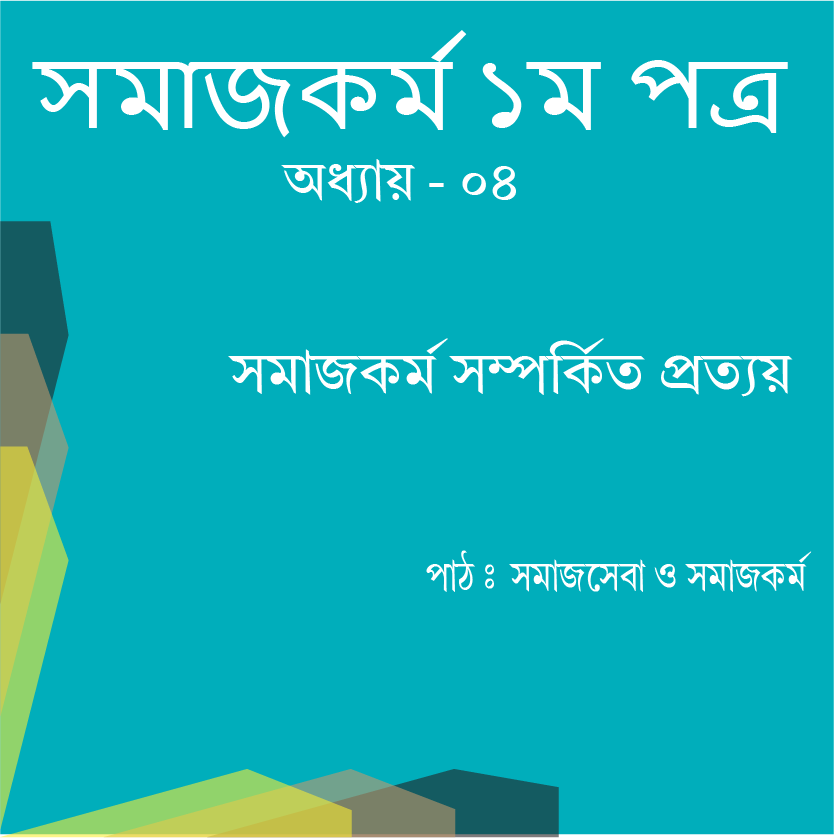 সমাজকর্ম ১ম পত্র
অধ্যায় - ০৪
সমাজকর্ম সম্পর্কিত প্রত্যয়
পাঠ ঃ সমাজসেবা ও সমাজকর্ম